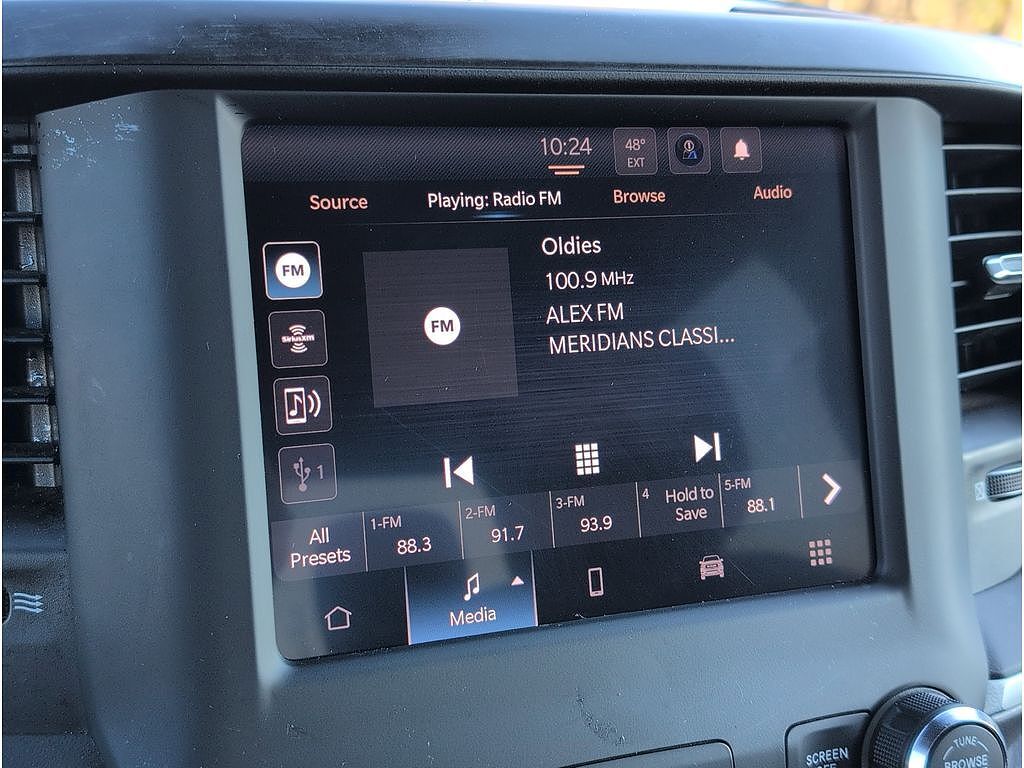 10:24
48°
EXT
Source
Playing: Radio FM
Browse
Audio
FM
Oldies
100.9 MHz
FM
ALEX FM
MERIDIANS CLASSI...
SiriusXM
1
All
Presets
1-FM
88.3
2-FM
91.7
3-FM
93.9
4
Hold to
Save
5-FM
88.1
Media
SCREEN
OFF
TUNE
BROWSE